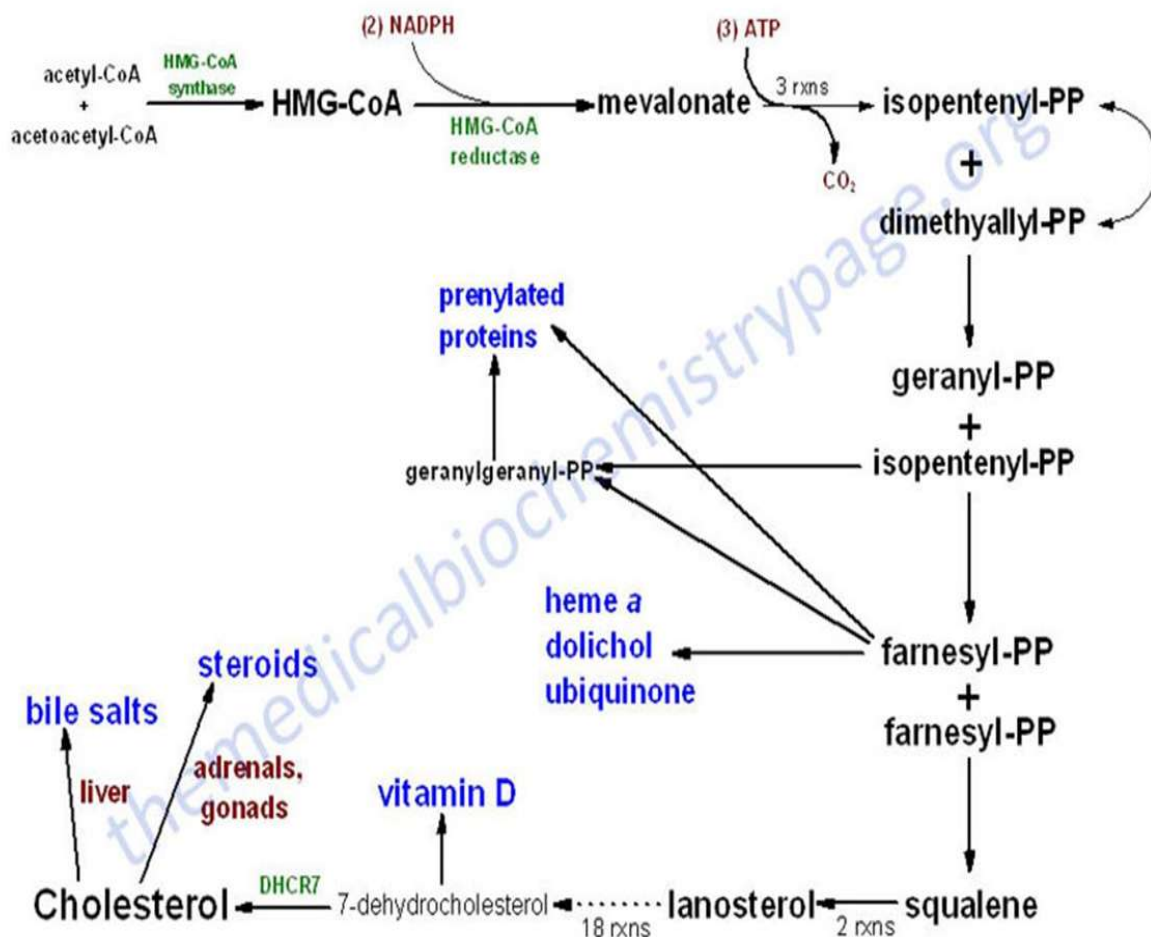 (2) NADPH
(3) ATP
acetyl-CoA
+
acetoacetyl-CoA
HMG-CoA
synthase
HMG-CoA
HMG-CoA
reductase
mevalonate
3 rxns
CO₂
isopentenyl-PP
+
dimethyallyl-PP
prenylated
proteins
geranyl-PP
+
isopentenyl-PP
geranylgeranyl-PP
heme a
dolichol
ubiquinone
farnesyl-PP
+
farnesyl-PP
steroids
bile salts
liver
adrenals,
gonads
vitamin D
Cholesterol
DHCR7
7-dehydrocholesterol
18 rxns
lanosterol
2 rxns
squalene
themedicalbiochemistrypage.org